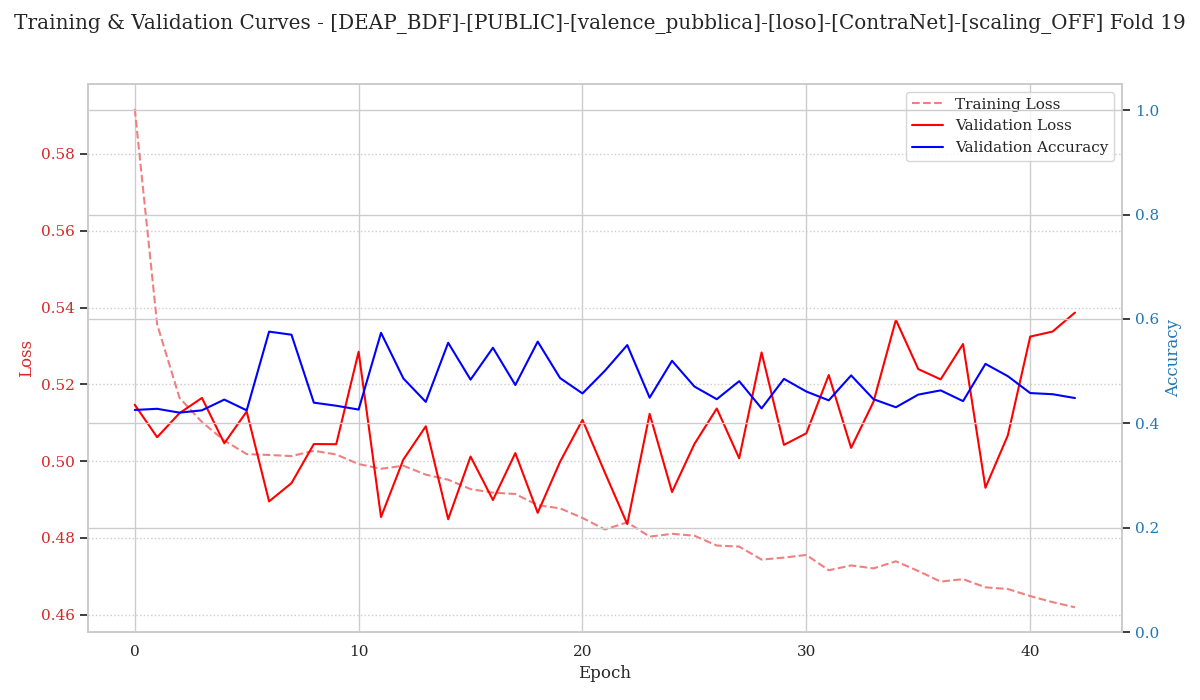 Training & Validation Curves - [DEAP_BDF]-[PUBLIC]-[valence_pubblica]-[loso]-[ContraNet]-[scaling_OFF] Fold 19
Training Loss
Validation Loss
Validation Accuracy
0.58
0.56
0.54
0.52
0.50
0.48
0.46
Loss
1.0
0.8
0.6
0.4
0.2
0.0
Accuracy
0 10 20 30 40
Epoch